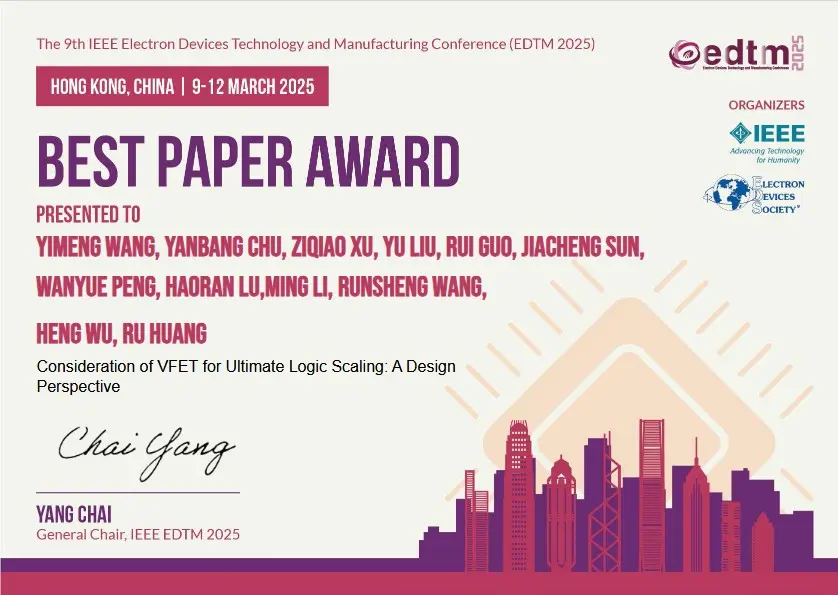 The 9th IEEE Electron Devices Technology and Manufacturing Conference (EDTM 2025)
edtm 2025
Electron Devices Technology and Manufacturing Conference
HONG KONG, CHINA | 9-12 MARCH 2025
ORGANIZERS
IEEE
Advancing Technology
for Humanity
ELECTRON
DEVICES
SOCIETY
BEST PAPER AWARD
PRESENTED TO
YIMENG WANG, YANBANG CHU, ZIQIAO XU, YU LIU, RUI GUO, JIACHENG SUN,
WANYUE PENG, HAORAN LU,MING LI, RUNSHENG WANG,
HENG WU, RU HUANG
Consideration of VFET for Ultimate Logic Scaling: A Design
Perspective
Chai Yang
YANG CHAI
General Chair, IEEE EDTM 2025